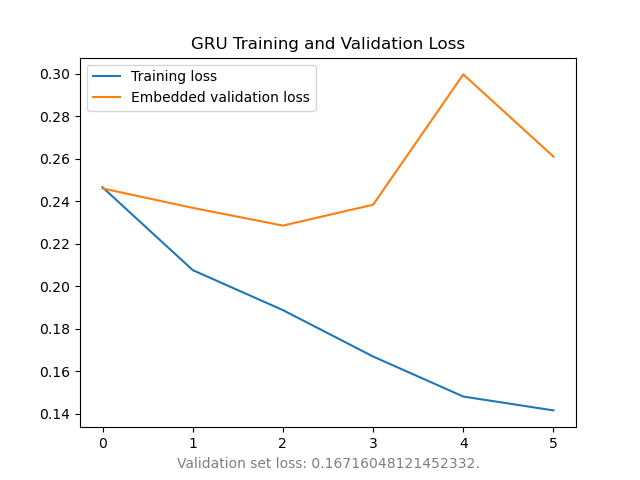 GRU Training and Validation Loss
Training loss
Embedded validation loss
0.30
0.28
0.26
0.24
0.22
0.20
0.18
0.16
0.14
0 1 2 3 4 5
Validation set loss: 0.16716048121452332.